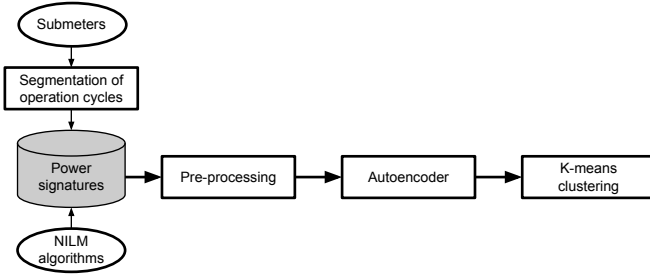 Submeters
Segmentation of
operation cycles
Power
signatures
Pre-processing
Autoencoder
K-means
clustering
NILM
algorithms